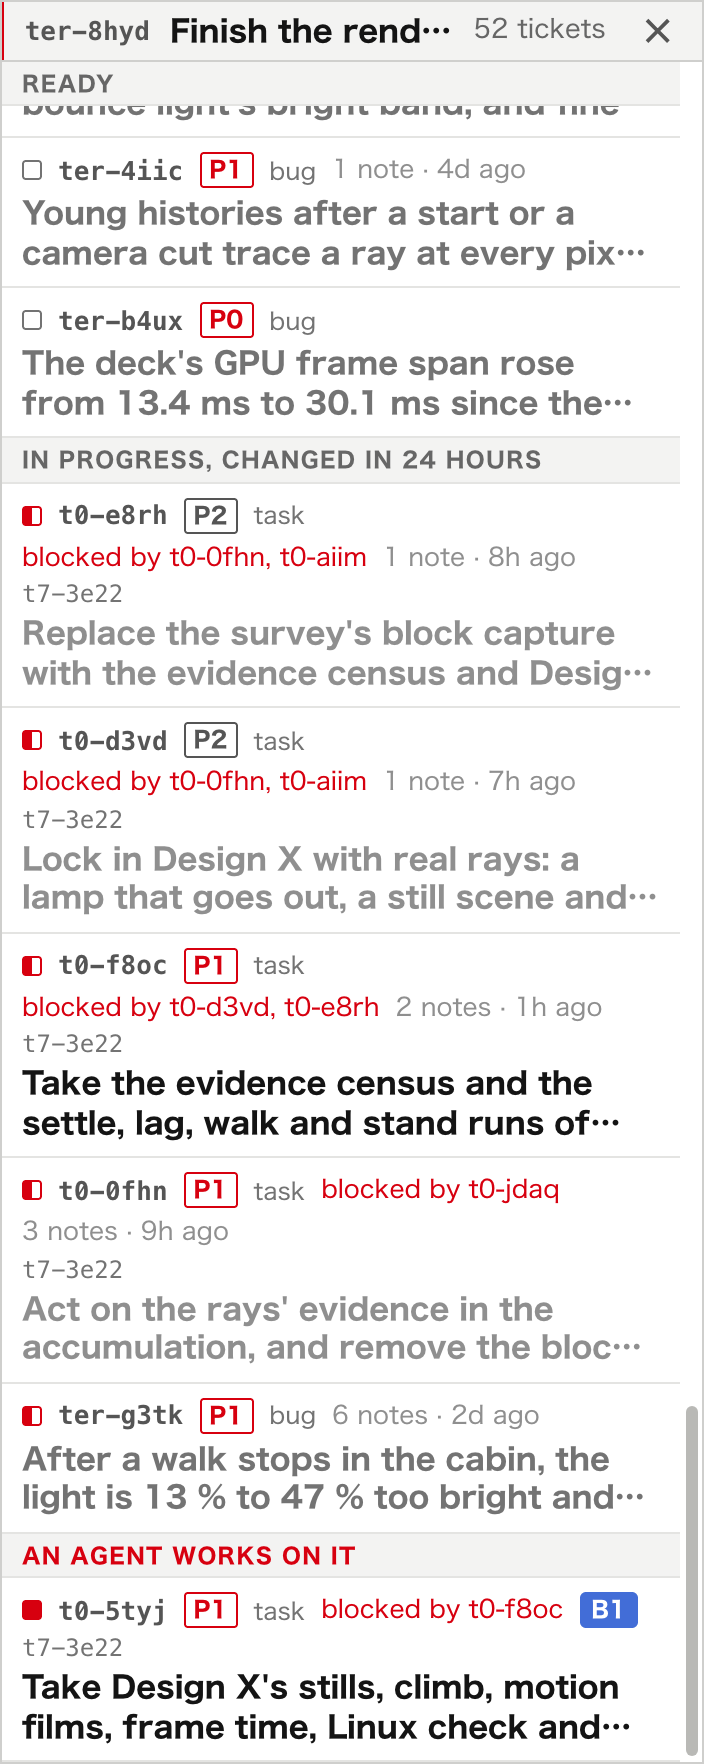 ter-8hyd Finish the rend··· 52 tickets ×
READY
bounce light's bright band, and fine
ter-4iic P1 bug 1 note · 4d ago
Young histories after a start or a
camera cut trace a ray at every pix···
ter-b4ux P0 bug
The deck's GPU frame span rose
from 13.4 ms to 30.1 ms since the···
IN PROGRESS, CHANGED IN 24 HOURS
t0-e8rh P2 task
blocked by t0-0fhn, t0-aiim 1 note · 8h ago
t7-3e22
Replace the survey's block capture
with the evidence census and Desig···
t0-d3vd P2 task
blocked by t0-0fhn, t0-aiim 1 note · 7h ago
t7-3e22
Lock in Design X with real rays: a
lamp that goes out, a still scene and···
t0-f8oc P1 task
blocked by t0-d3vd, t0-e8rh 2 notes · 1h ago
t7-3e22
Take the evidence census and the
settle, lag, walk and stand runs of···
t0-0fhn P1 task blocked by t0-jdaq
3 notes · 9h ago
t7-3e22
Act on the rays' evidence in the
accumulation, and remove the bloc···
ter-g3tk P1 bug 6 notes · 2d ago
After a walk stops in the cabin, the
light is 13 % to 47 % too bright and···
AN AGENT WORKS ON IT
t0-5tyj P1 task blocked by t0-f8oc B1
t7-3e22
Take Design X's stills, climb, motion
films, frame time, Linux check and···